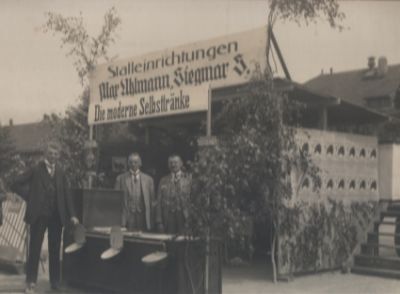 Stalleinrichtungen
Max Uhlmann, Siegmar S.
Die moderne Selbsttränke